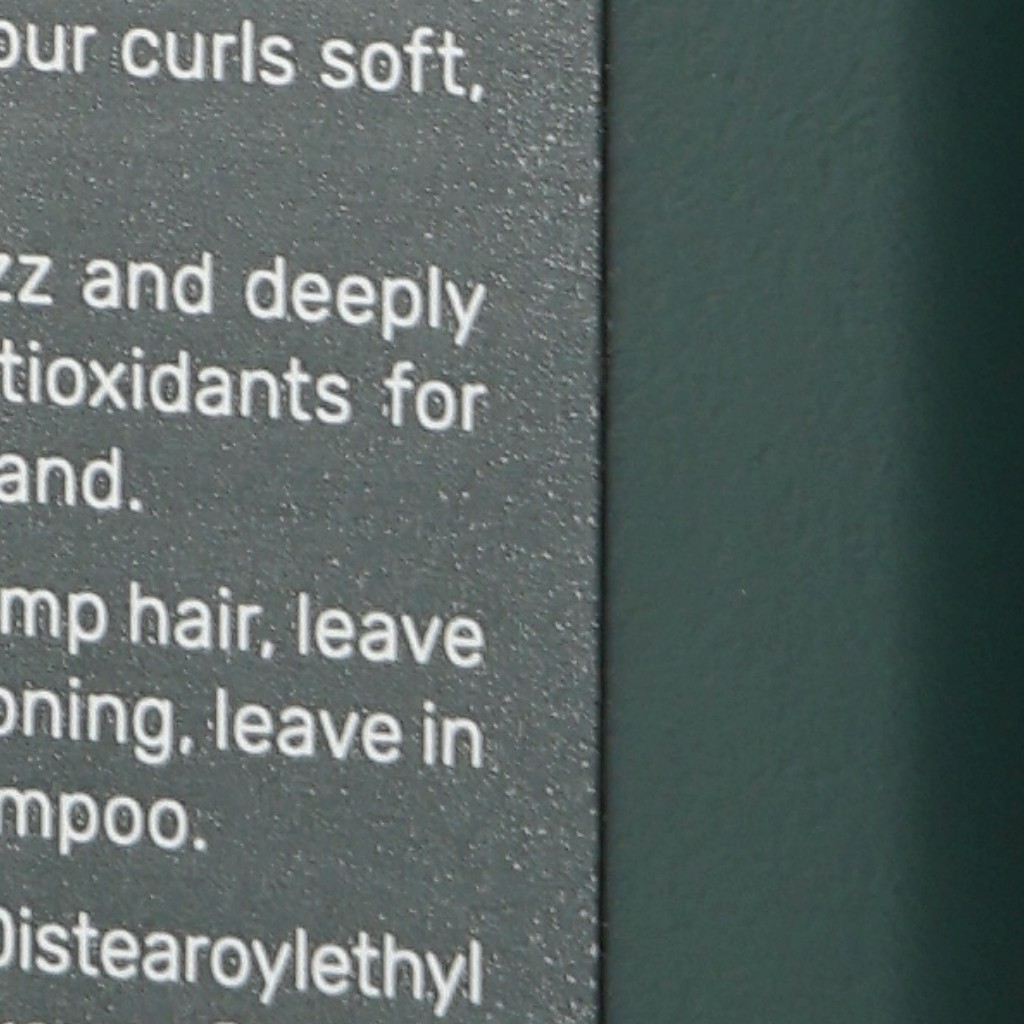 our curls soft,
zz and deeply
tioxidants for
and.
mp hair, leave
oning, leave in
mpoo.
Distearoylethyl